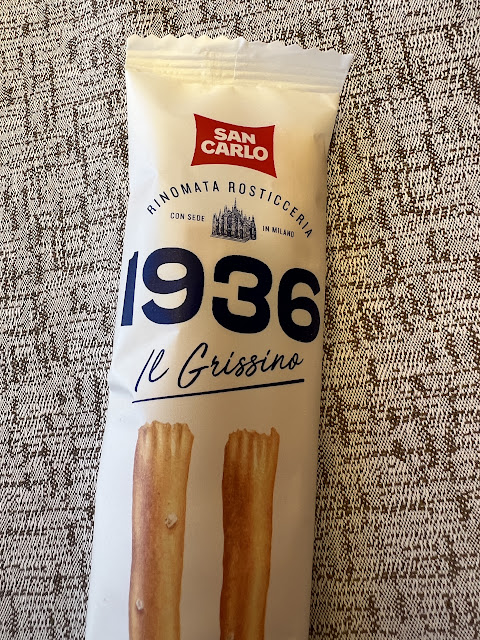 SAN
CARLO
RINOMATA ROSTICCERIA
CON SEDE IN MILANO
1936
Il Grissino